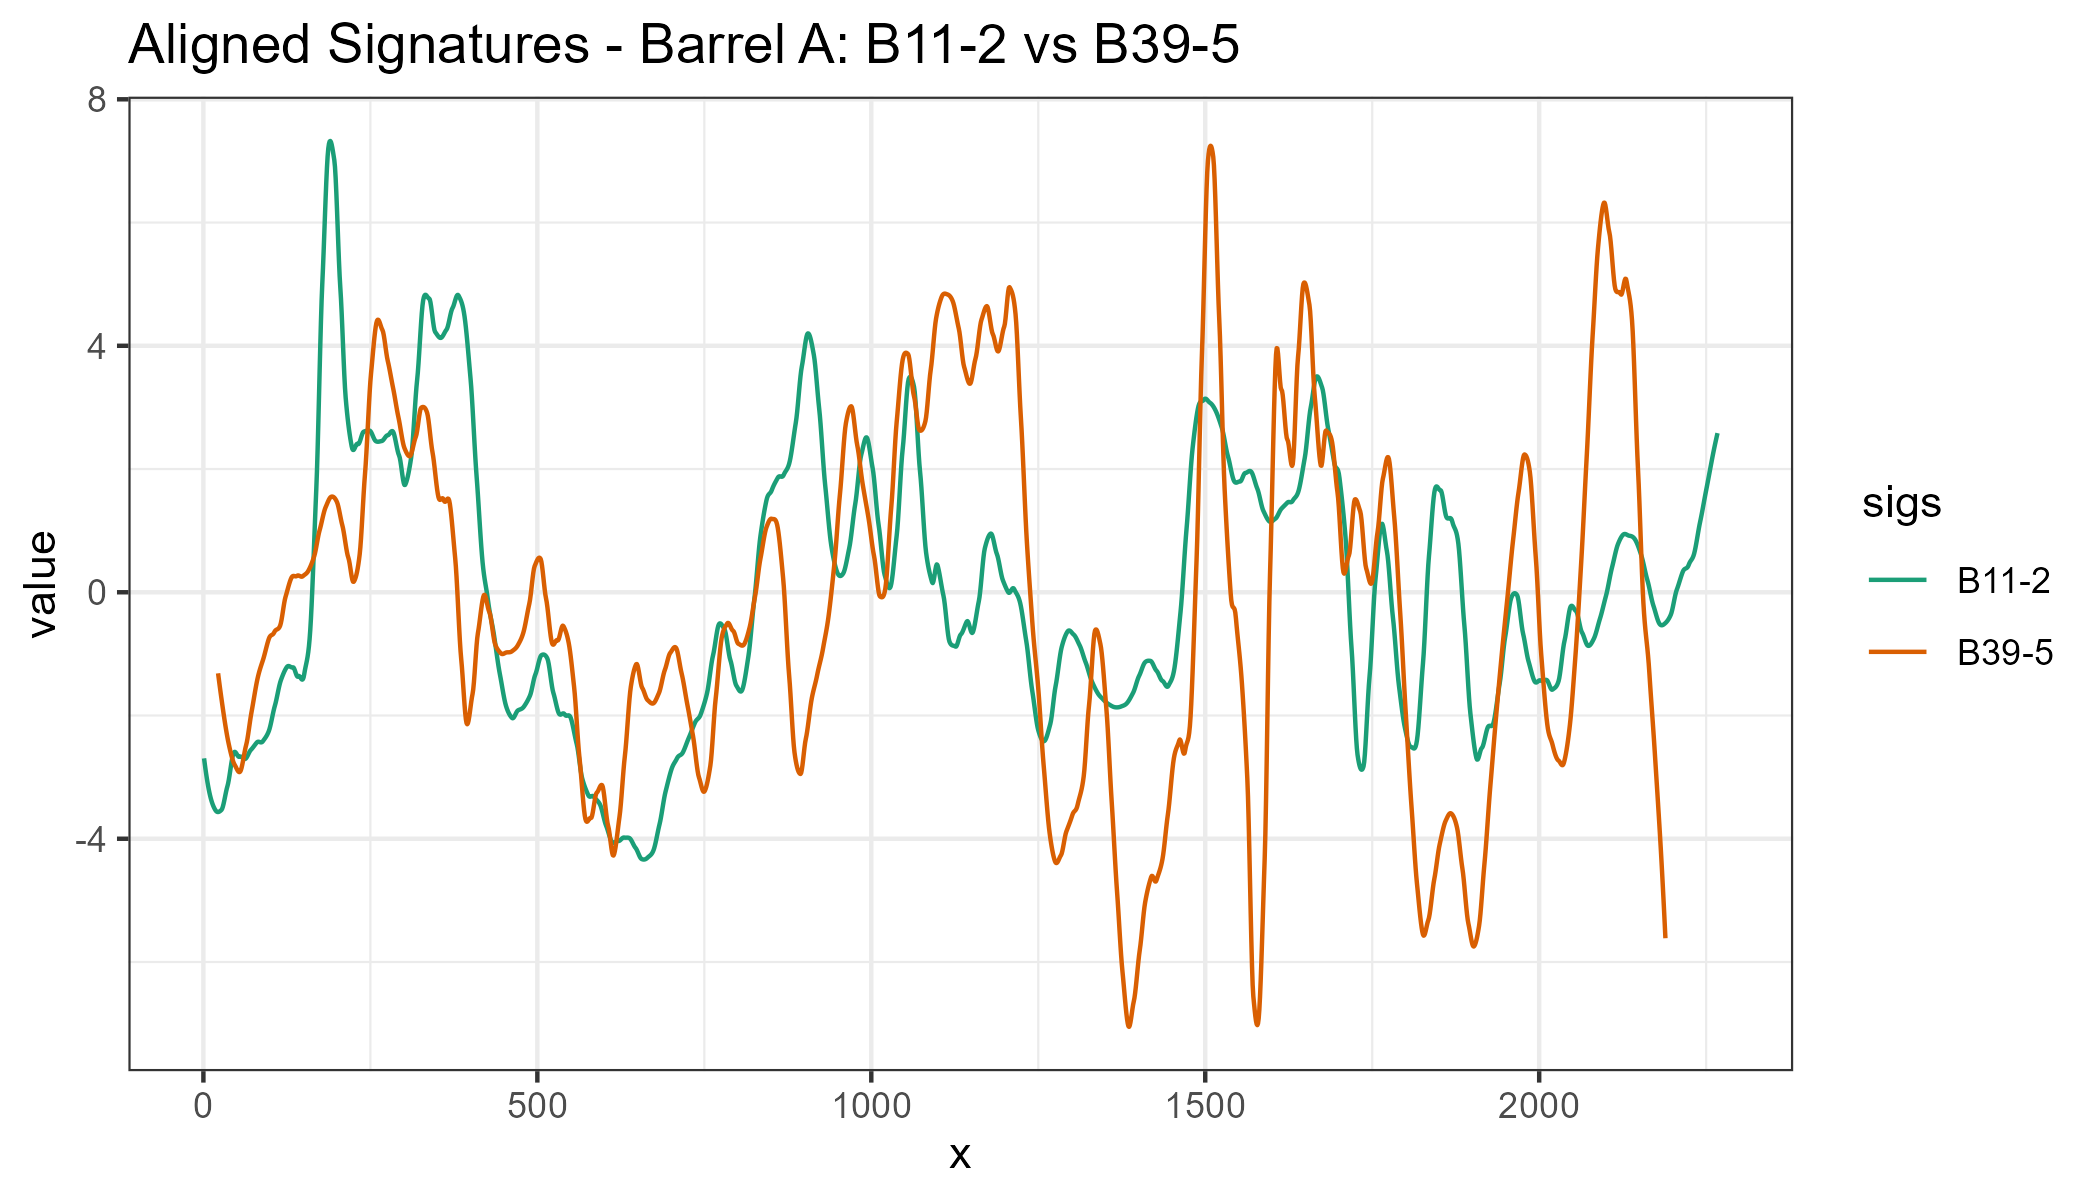 Aligned Signatures - Barrel A: B11-2 vs B39-5
8
4
0
-4
value
0 500 1000 1500 2000
x
sigs
B11-2
B39-5